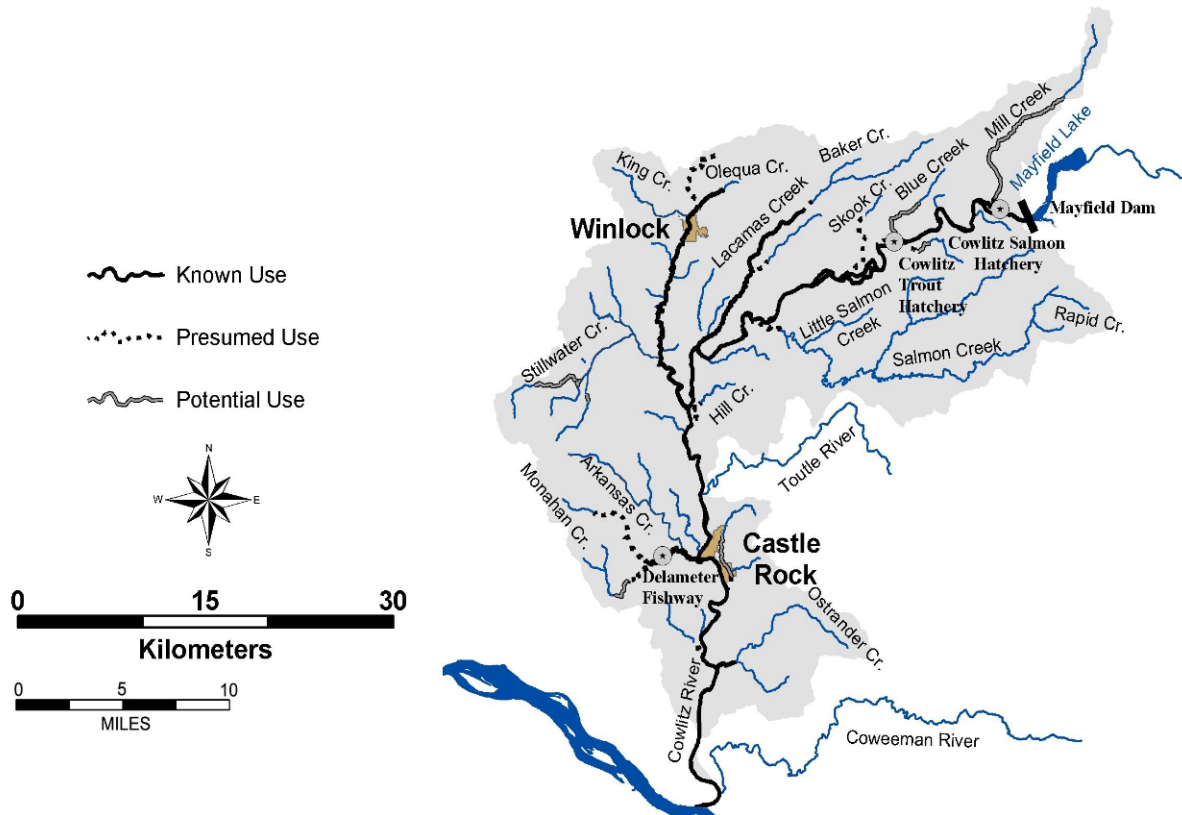 Known Use
Presumed Use
Potential Use
N
W
E
S
0
15
30
Kilometers
0
5
10
MILES
King Cr.
Olequa Cr.
Baker Cr.
Mill Creek
Mayfield Lake
Winlock
Lacamas Creek
Skook Cr.
Blue Creek
Mayfield Dam
Cowlitz Salmon
Hatchery
Cowlitz
Trout
Hatchery
Little Salmon
Creek
Rapid Cr.
Salmon Creek
Stillwater Cr.
Hill Cr.
Toutle River
Arkansas Cr.
Monahan Cr.
Castle
Rock
Delameter
Fishway
Ostrander Cr.
Cowlitz River
Coweeman River